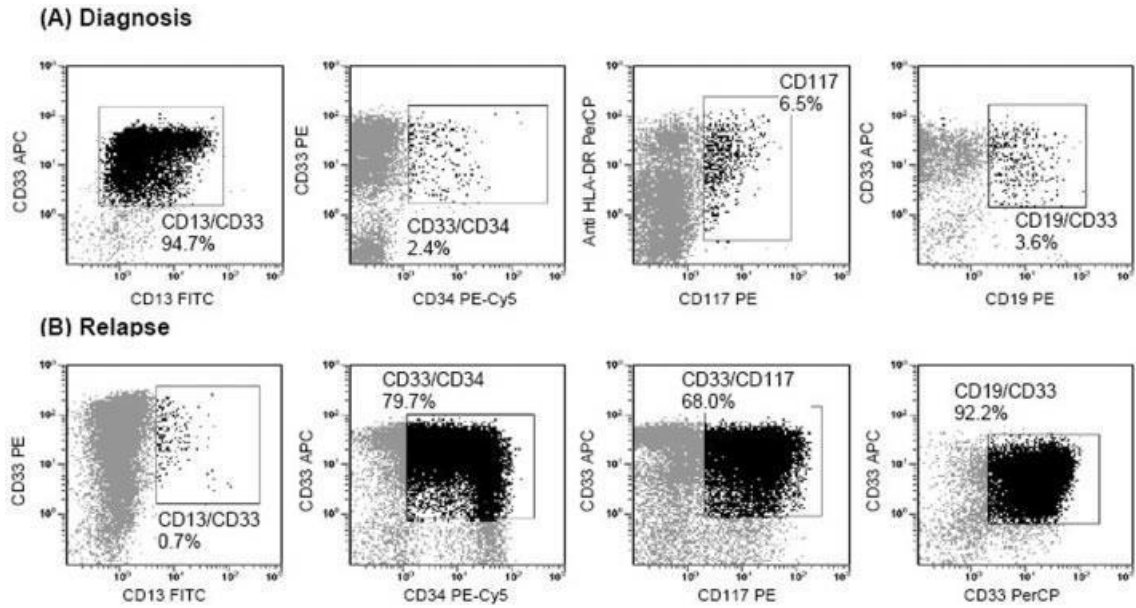 (A) Diagnosis
CD33 APC
CD13/CD33
94.7%
CD13 FITC
CD33 PE
CD33/CD34
2.4%
CD34 PE-Cy5
Anti HLA-DR PerCP
CD117
6.5%
CD117 PE
CD33 APC
CD19/CD33
3.6%
CD19 PE
(B) Relapse
CD33 PE
CD13/CD33
0.7%
CD13 FITC
CD33 APC
CD33/CD34
79.7%
CD34 PE-Cy5
CD33 APC
CD33/CD117
68.0%
CD117 PE
CD33 APC
CD19/CD33
92.2%
CD33 PerCP